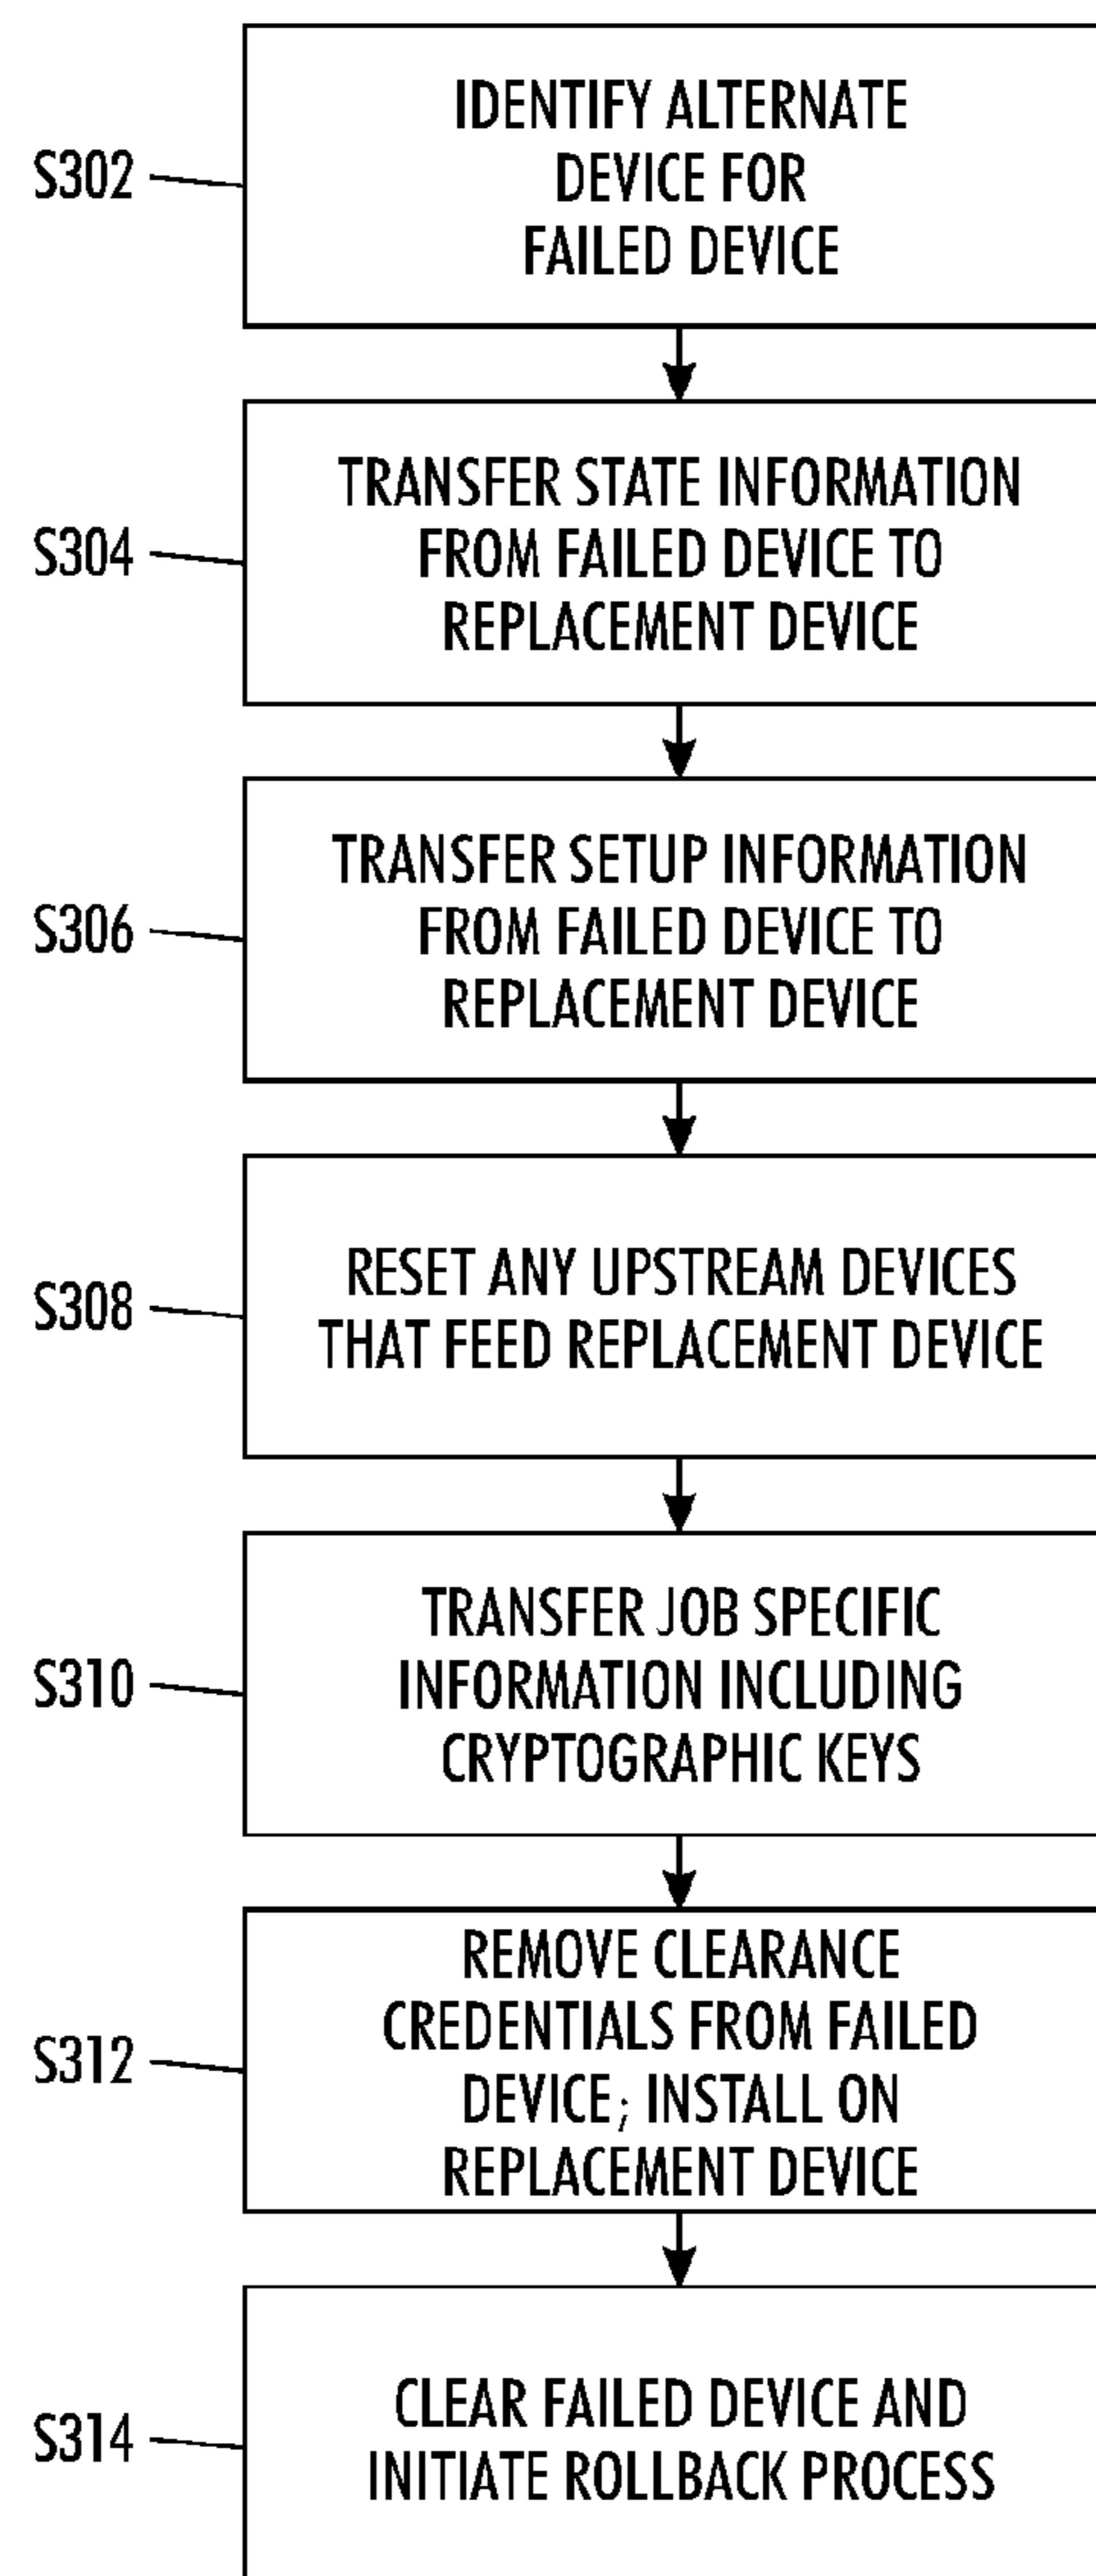 S302
IDENTIFY ALTERNATE
DEVICE FOR
FAILED DEVICE
S304
TRANSFER STATE INFORMATION
FROM FAILED DEVICE TO
REPLACEMENT DEVICE
S306
TRANSFER SETUP INFORMATION
FROM FAILED DEVICE TO
REPLACEMENT DEVICE
S308
RESET ANY UPSTREAM DEVICES
THAT FEED REPLACEMENT DEVICE
S310
TRANSFER JOB SPECIFIC
INFORMATION INCLUDING
CRYPTOGRAPHIC KEYS
S312
REMOVE CLEARANCE
CREDENTIALS FROM FAILED
DEVICE; INSTALL ON
REPLACEMENT DEVICE
S314
CLEAR FAILED DEVICE AND
INITIATE ROLLBACK PROCESS